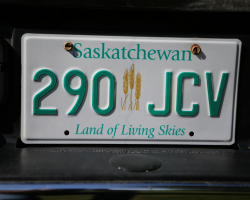 Saskatchewan
290 JCV
Land of Living Skies